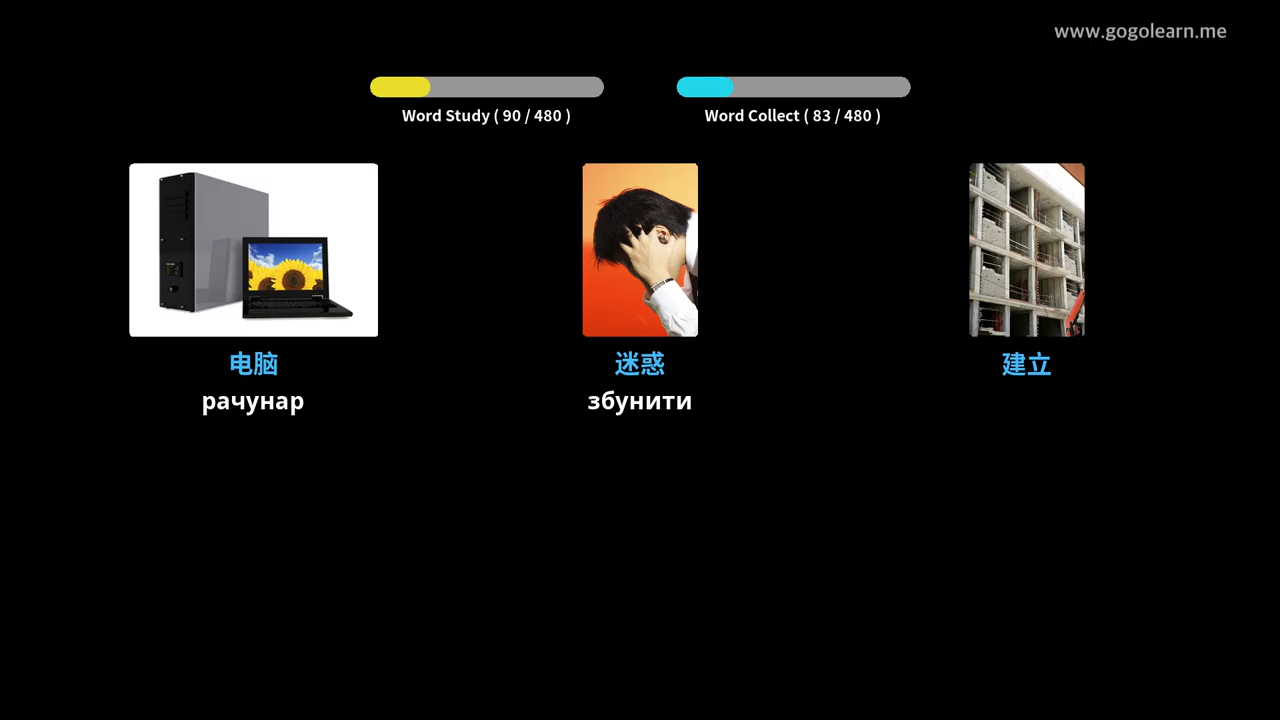 www.gogolearn.me
Word Study ( 90 / 480 )
Word Collect ( 83 / 480 )
电脑
рачунар
迷惑
збунити
建立